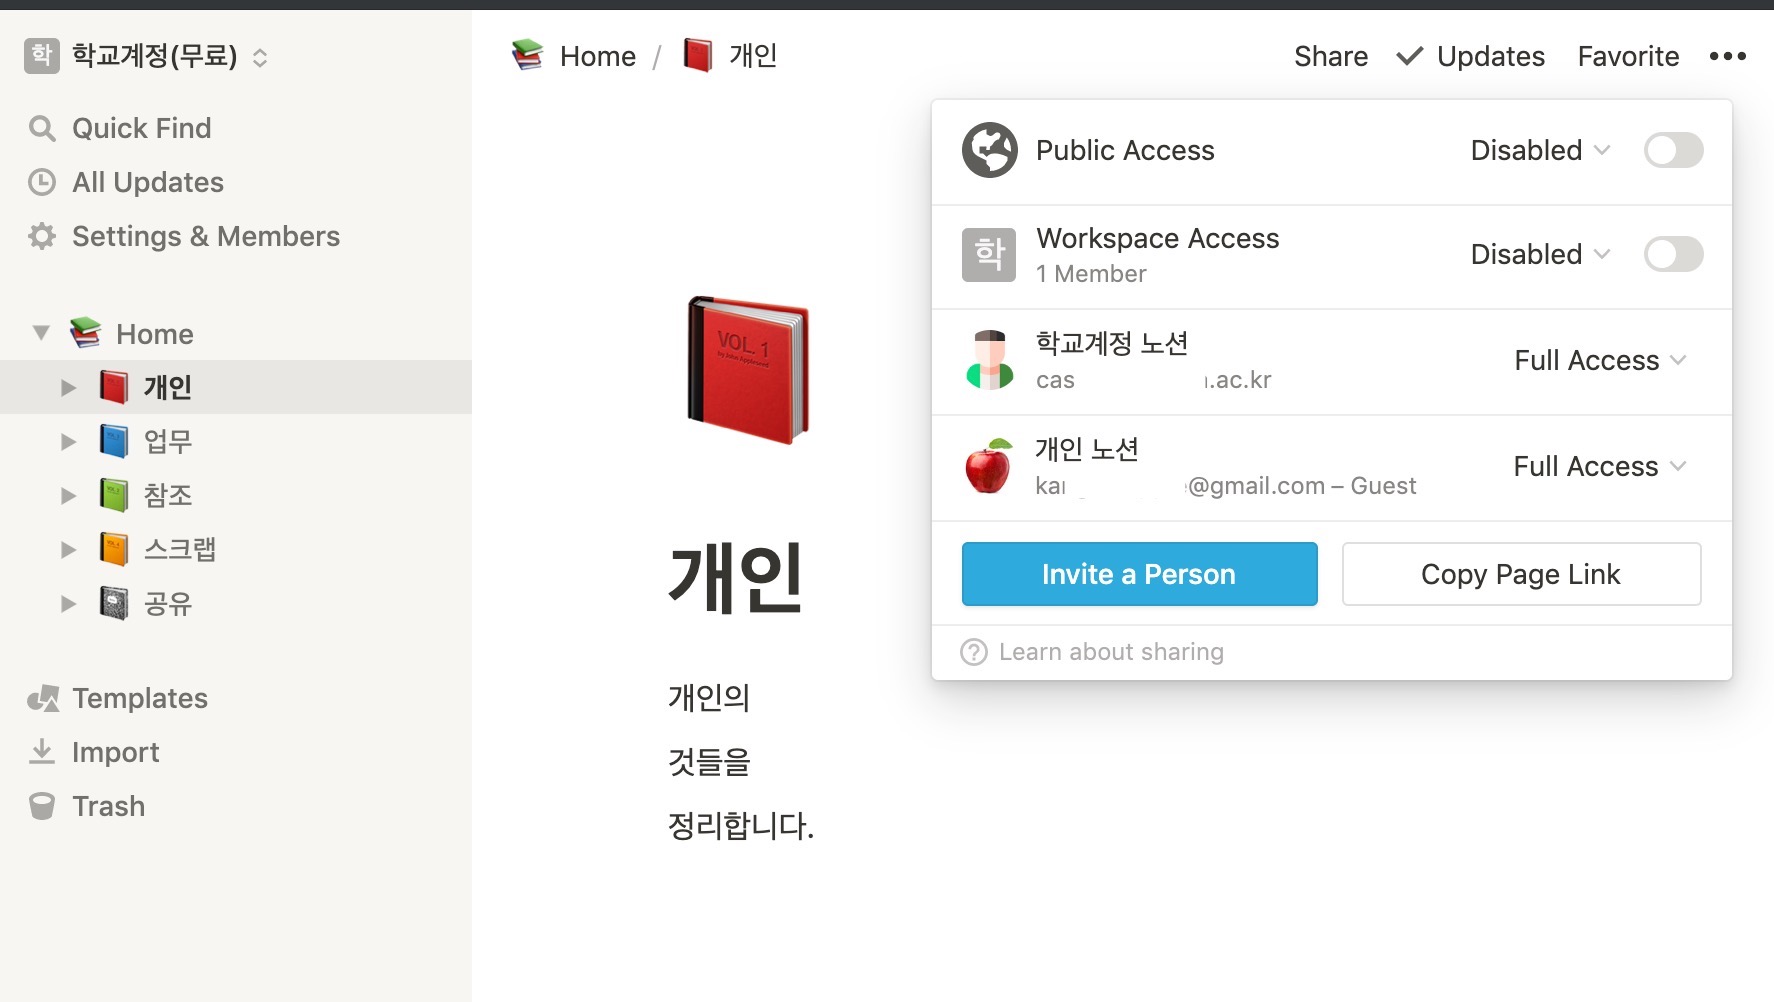 학 학교계정(무료)
Quick Find
All Updates
Settings & Members
Home
개인
업무
참조
스크랩
공유
Templates
Import
Trash
Home / 개인
Share Updates Favorite
Public Access Disabled
학 Workspace Access Disabled
1 Member
학교계정 노션 Full Access
cas .ac.kr
개인 노션 Full Access
@gmail.com – Guest
Invite a Person Copy Page Link
Learn about sharing
VOL. 1
by John Appleseed
개인
개인의
것들을
정리합니다.